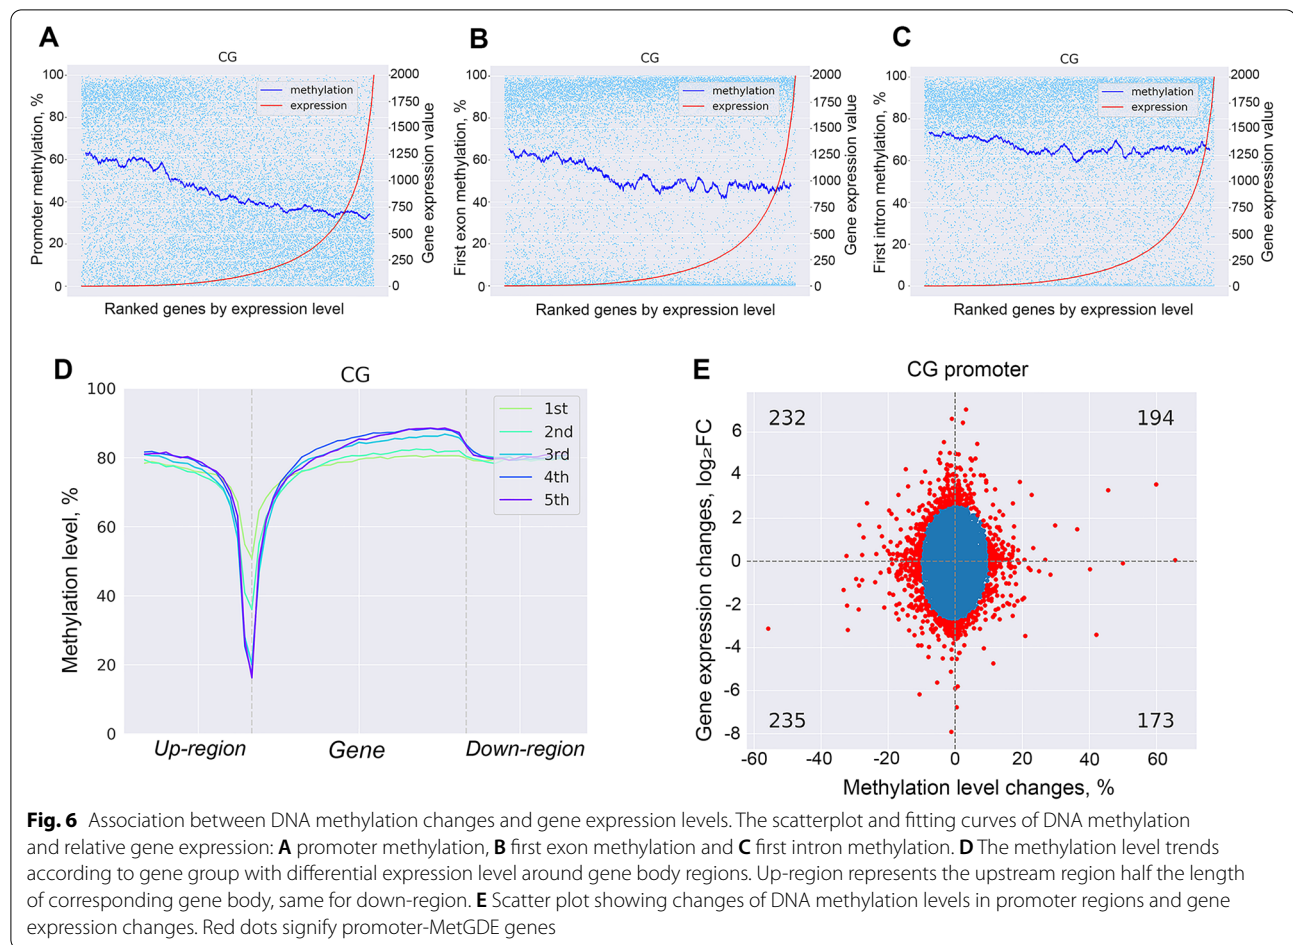 A
CG
Promoter methylation, %
100
80
60
40
20
0
methylation
expression
2000
1750
1500
1250
1000
750
500
250
0
Gene expression value
Ranked genes by expression level
B
CG
First exon methylation, %
100
80
60
40
20
0
methylation
expression
2000
1750
1500
1250
1000
750
500
250
0
Gene expression value
Ranked genes by expression level
C
CG
First intron methylation, %
100
80
60
40
20
0
methylation
expression
2000
1750
1500
1250
1000
750
500
250
0
Gene expression value
Ranked genes by expression level
D
CG
Methylation level, %
100
80
60
40
20
0
1st
2nd
3rd
4th
5th
Up-region Gene Down-region
E
CG promoter
Gene expression changes, log₂FC
6
4
2
0
-2
-4
-6
-8
232 194
235 173
-60 -40 -20 0 20 40 60
Methylation level changes, %
Fig. 6 Association between DNA methylation changes and gene expression levels. The scatterplot and fitting curves of DNA methylation
and relative gene expression: A promoter methylation, B first exon methylation and C first intron methylation. D The methylation level trends
according to gene group with differential expression level around gene body regions. Up-region represents the upstream region half the length
of corresponding gene body, same for down-region. E Scatter plot showing changes of DNA methylation levels in promoter regions and gene
expression changes. Red dots signify promoter-MetGDE genes